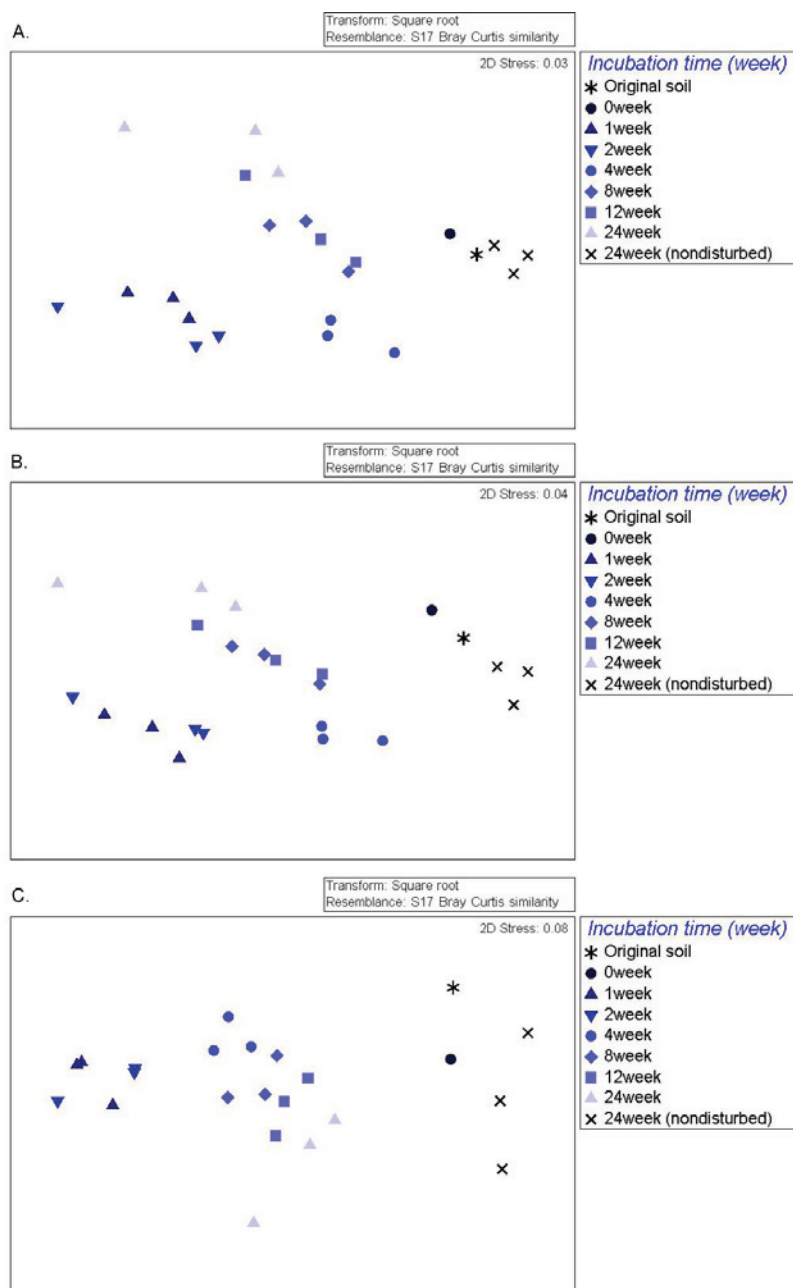 A.
Transform: Square root
Resemblance: S17 Bray Curtis similarity
2D Stress: 0.03
Incubation time (week)
Original soil
0week
1week
2week
4week
8week
12week
24week
24week (nondisturbed)
B.
Transform: Square root
Resemblance: S17 Bray Curtis similarity
2D Stress: 0.04
Incubation time (week)
Original soil
0week
1week
2week
4week
8week
12week
24week
24week (nondisturbed)
C.
Transform: Square root
Resemblance: S17 Bray Curtis similarity
2D Stress: 0.08
Incubation time (week)
Original soil
0week
1week
2week
4week
8week
12week
24week
24week (nondisturbed)